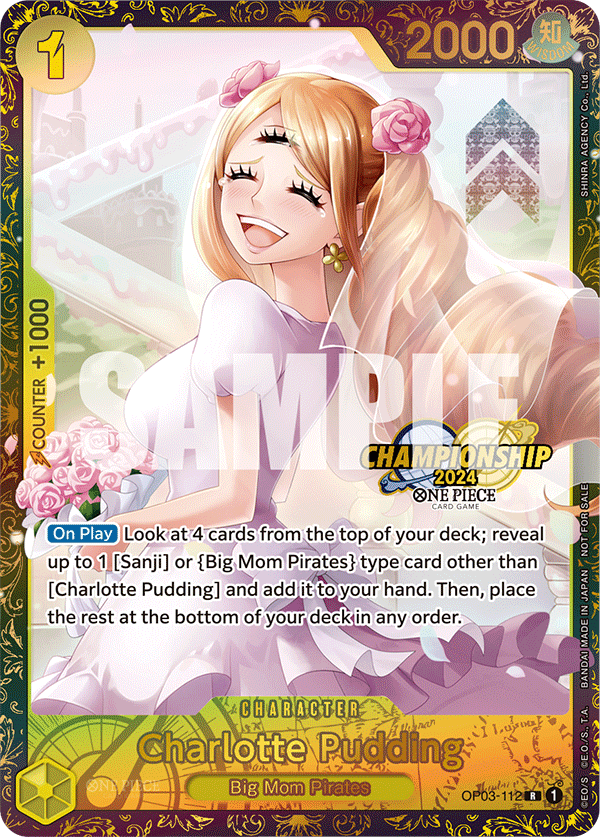 1
2000
知
WISDOM
SHINRA AGENCY Co., Ltd.
COUNTER +1000
SAMPLE
CHAMPIONSHIP
2024
ONE PIECE
CARD GAME
On Play Look at 4 cards from the top of your deck; reveal
up to 1 [Sanji] or {Big Mom Pirates} type card other than
[Charlotte Pudding] and add it to your hand. Then, place
the rest at the bottom of your deck in any order.
BANDAI MADE IN JAPAN NOT FOR SALE
©E.O./S. ©E.O./S., T.A.
CHARACTER
Charlotte Pudding
Big Mom Pirates
ONE PIECE
OP03-112 R 1